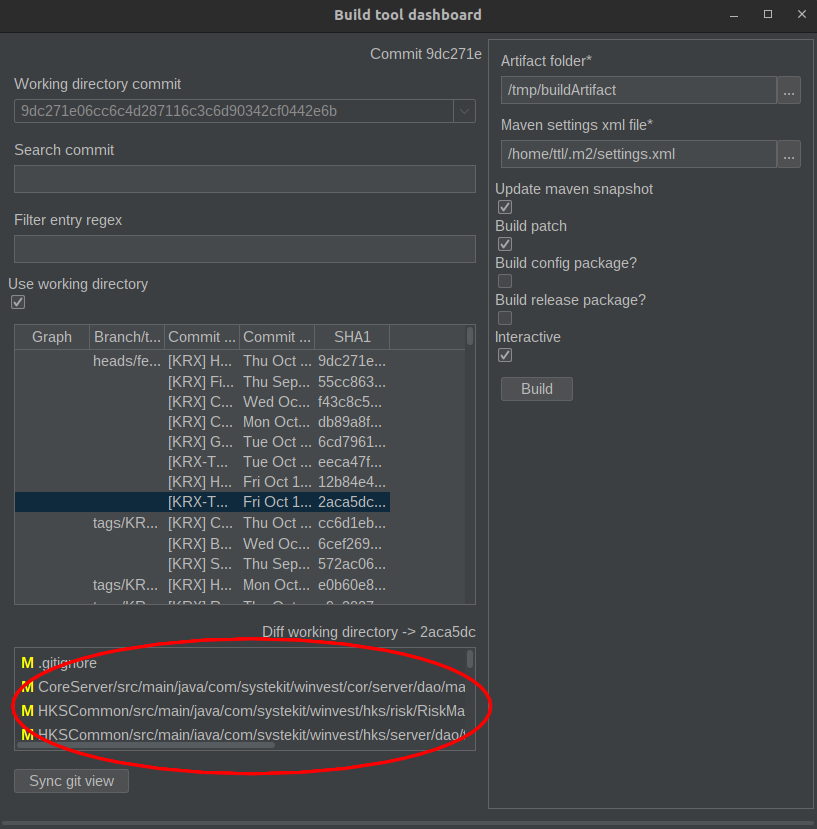 Build tool dashboard
Commit 9dc271e
Working directory commit
9dc271e06cc6c4d287116c3c6d90342cf0442e6b
Search commit
Filter entry regex
Use working directory
Graph Branch/t... Commit ... Commit ... SHA1
heads/fe... [KRX] H... Thu Oct ... 9dc271e...
[KRX] Fi... Thu Sep... 55cc863...
[KRX] C... Wed Oc... f43c8c5...
[KRX] C... Mon Oct... db89a8f...
[KRX] G... Tue Oct ... 6cd7961...
[KRX-T... Tue Oct ... eeca47f...
[KRX] H... Fri Oct 1... 12b84e4...
[KRX-T... Fri Oct 1... 2aca5dc...
tags/KR... [KRX] C... Thu Oct ... cc6d1eb...
[KRX] B... Wed Oc... 6cef269...
[KRX] S... Thu Sep... 572ac06...
tags/KR... [KRX] H... Mon Oct... e0b60e8...
Diff working directory -> 2aca5dc
M .gitignore
M CoreServer/src/main/java/com/systekit/winvest/cor/server/dao/ma
M HKSCommon/src/main/java/com/systekit/winvest/hks/risk/RiskMa
M HKSCommon/src/main/java/com/systekit/winvest/hks/server/dao/
Sync git view
Artifact folder*
/tmp/buildArtifact ...
Maven settings xml file*
/home/ttl/.m2/settings.xml ...
Update maven snapshot
Build patch
Build config package?
Build release package?
Interactive
Build